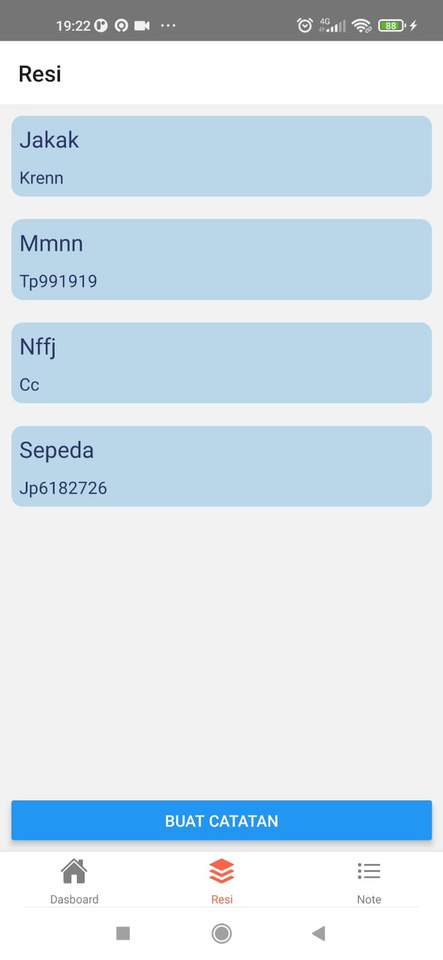 19:22
4G
88
Resi
Jakak
Krenn
Mmnn
Tp991919
Nffj
Cc
Sepeda
Jp6182726
BUAT CATATAN
Dasboard
Resi
Note